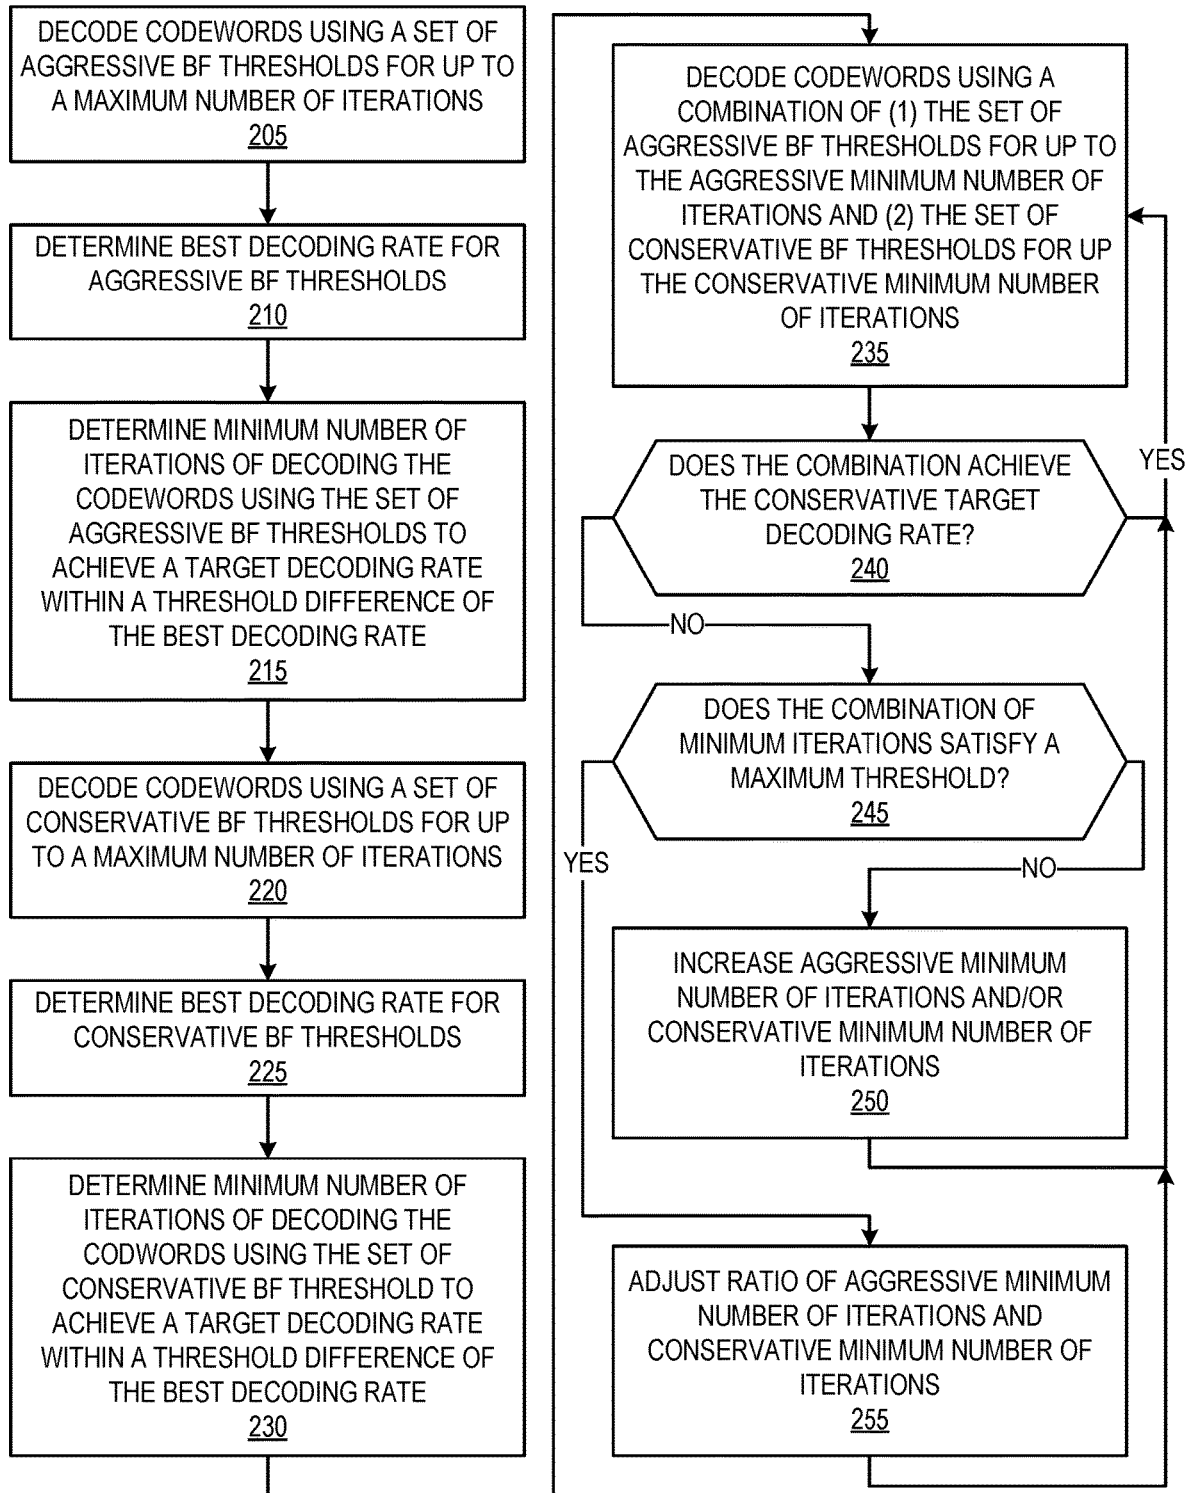 DECODE CODEWORDS USING A SET OF
AGGRESSIVE BF THRESHOLDS FOR UP TO
A MAXIMUM NUMBER OF ITERATIONS
205
DETERMINE BEST DECODING RATE FOR
AGGRESSIVE BF THRESHOLDS
210
DETERMINE MINIMUM NUMBER OF
ITERATIONS OF DECODING THE
CODEWORDS USING THE SET OF
AGGRESSIVE BF THRESHOLDS TO
ACHIEVE A TARGET DECODING RATE
WITHIN A THRESHOLD DIFFERENCE OF
THE BEST DECODING RATE
215
DECODE CODEWORDS USING A SET OF
CONSERVATIVE BF THRESHOLDS FOR UP
TO A MAXIMUM NUMBER OF ITERATIONS
220
DETERMINE BEST DECODING RATE FOR
CONSERVATIVE BF THRESHOLDS
225
DETERMINE MINIMUM NUMBER OF
ITERATIONS OF DECODING THE
CODWORDS USING THE SET OF
CONSERVATIVE BF THRESHOLD TO
ACHIEVE A TARGET DECODING RATE
WITHIN A THRESHOLD DIFFERENCE OF
THE BEST DECODING RATE
230
DECODE CODEWORDS USING A
COMBINATION OF (1) THE SET OF
AGGRESSIVE BF THRESHOLDS FOR UP TO
THE AGGRESSIVE MINIMUM NUMBER OF
ITERATIONS AND (2) THE SET OF
CONSERVATIVE BF THRESHOLDS FOR UP
THE CONSERVATIVE MINIMUM NUMBER
OF ITERATIONS
235
DOES THE COMBINATION ACHIEVE
THE CONSERVATIVE TARGET
DECODING RATE?
240
YES
NO
DOES THE COMBINATION OF
MINIMUM ITERATIONS SATISFY A
MAXIMUM THRESHOLD?
245
YES
NO
INCREASE AGGRESSIVE MINIMUM
NUMBER OF ITERATIONS AND/OR
CONSERVATIVE MINIMUM NUMBER OF
ITERATIONS
250
ADJUST RATIO OF AGGRESSIVE MINIMUM
NUMBER OF ITERATIONS AND
CONSERVATIVE MINIMUM NUMBER OF
ITERATIONS
255